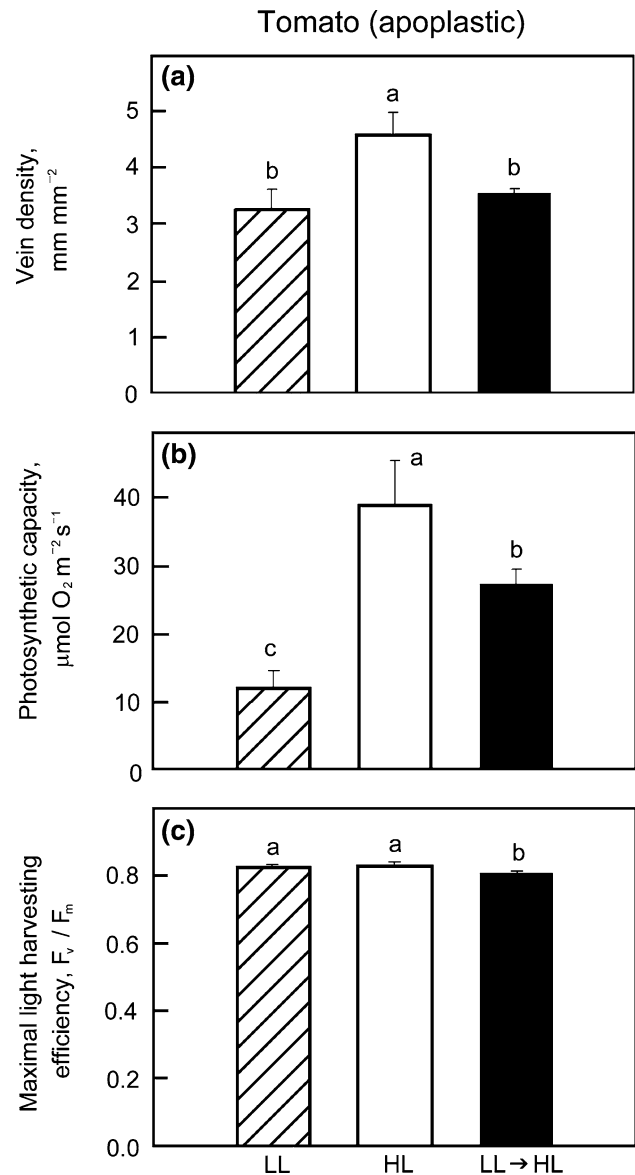 Tomato (apoplastic)
(a)
Vein density,
mm mm⁻²
5
4
3
2
1
0
b
a
b
(b)
Photosynthetic capacity,
μmol O₂ m⁻² s⁻¹
40
30
20
10
0
c
a
b
(c)
Maximal light harvesting
efficiency, Fᵥ / Fₘ
0.8
0.6
0.4
0.2
0.0
a
a
b
LL HL LL → HL